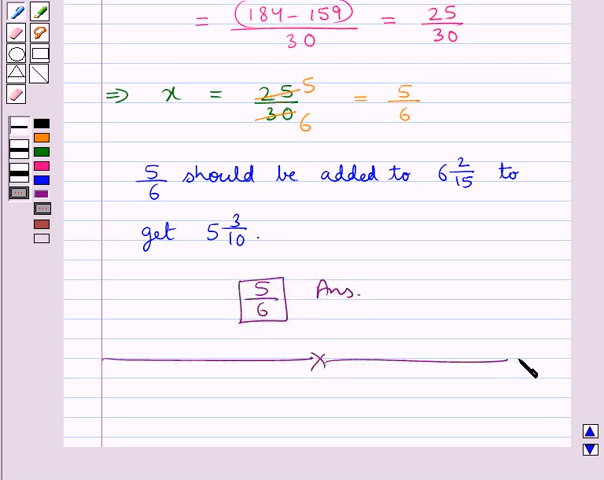 = (184 - 159) / 30 = 25 / 30
⇒ x = 25 5 / 30 6 = 5 / 6
5/6 should be added to 6 2/15 to
get 5 3/10.
5/6 Ans.